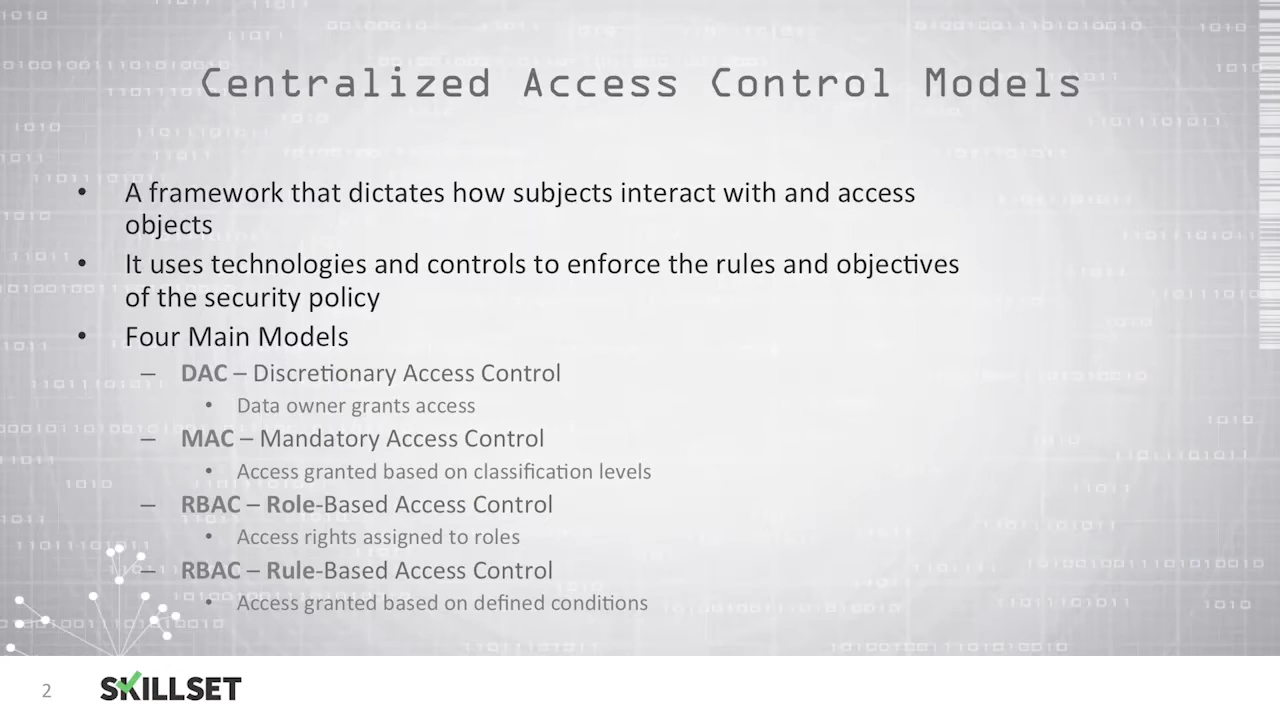 Centralized Access Control Models
• A framework that dictates how subjects interact with and access
objects
• It uses technologies and controls to enforce the rules and objectives
of the security policy
• Four Main Models
– DAC – Discretionary Access Control
• Data owner grants access
– MAC – Mandatory Access Control
• Access granted based on classification levels
– RBAC – Role-Based Access Control
• Access rights assigned to roles
– RBAC – Rule-Based Access Control
• Access granted based on defined conditions
2 SKILLSET